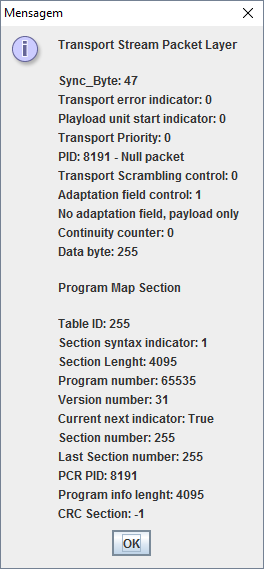 Mensagem
Transport Stream Packet Layer
Sync_Byte: 47
Transport error indicator: 0
Playload unit start indicator: 0
Transport Priority: 0
PID: 8191 - Null packet
Transport Scrambling control: 0
Adaptation field control: 1
No adaptation field, payload only
Continuity counter: 0
Data byte: 255
Program Map Section
Table ID: 255
Section syntax indicator: 1
Section Lenght: 4095
Program number: 65535
Version number: 31
Current next indicator: True
Section number: 255
Last Section number: 255
PCR PID: 8191
Program info lenght: 4095
CRC Section: -1
OK